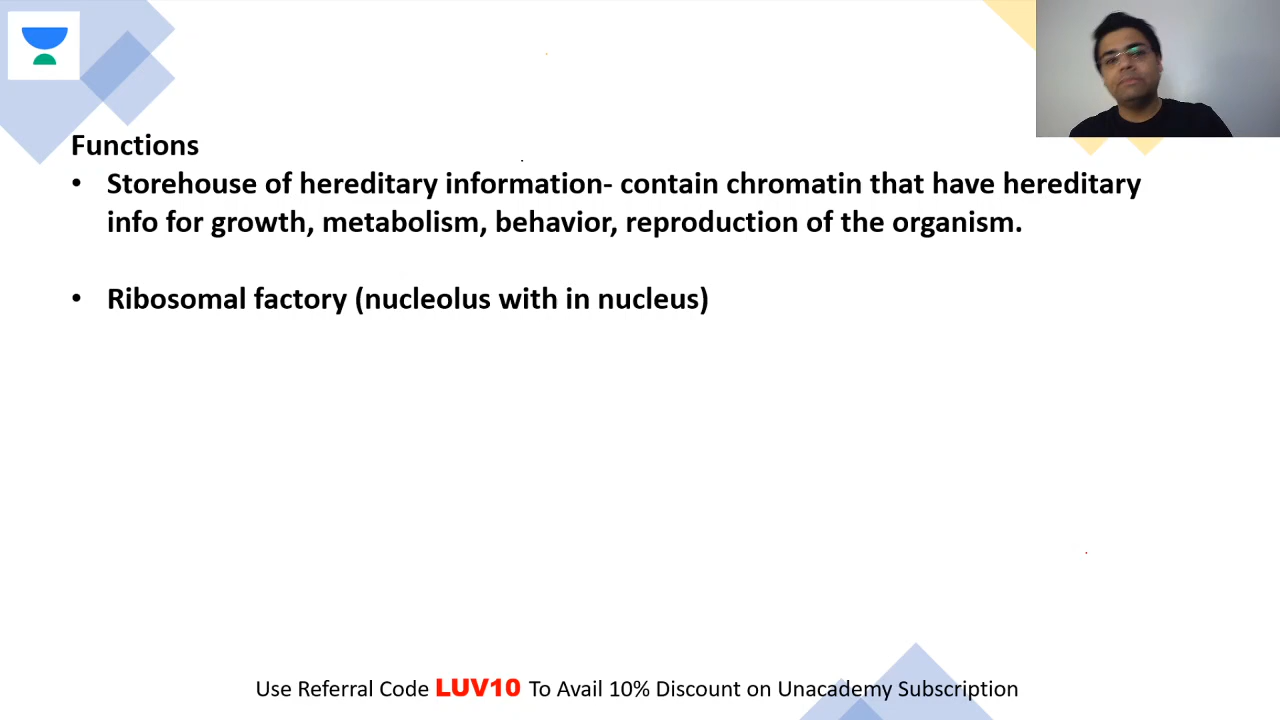 Functions
• Storehouse of hereditary information- contain chromatin that have hereditary
info for growth, metabolism, behavior, reproduction of the organism.
• Ribosomal factory (nucleolus with in nucleus)
Use Referral Code LUV10 To Avail 10% Discount on Unacademy Subscription